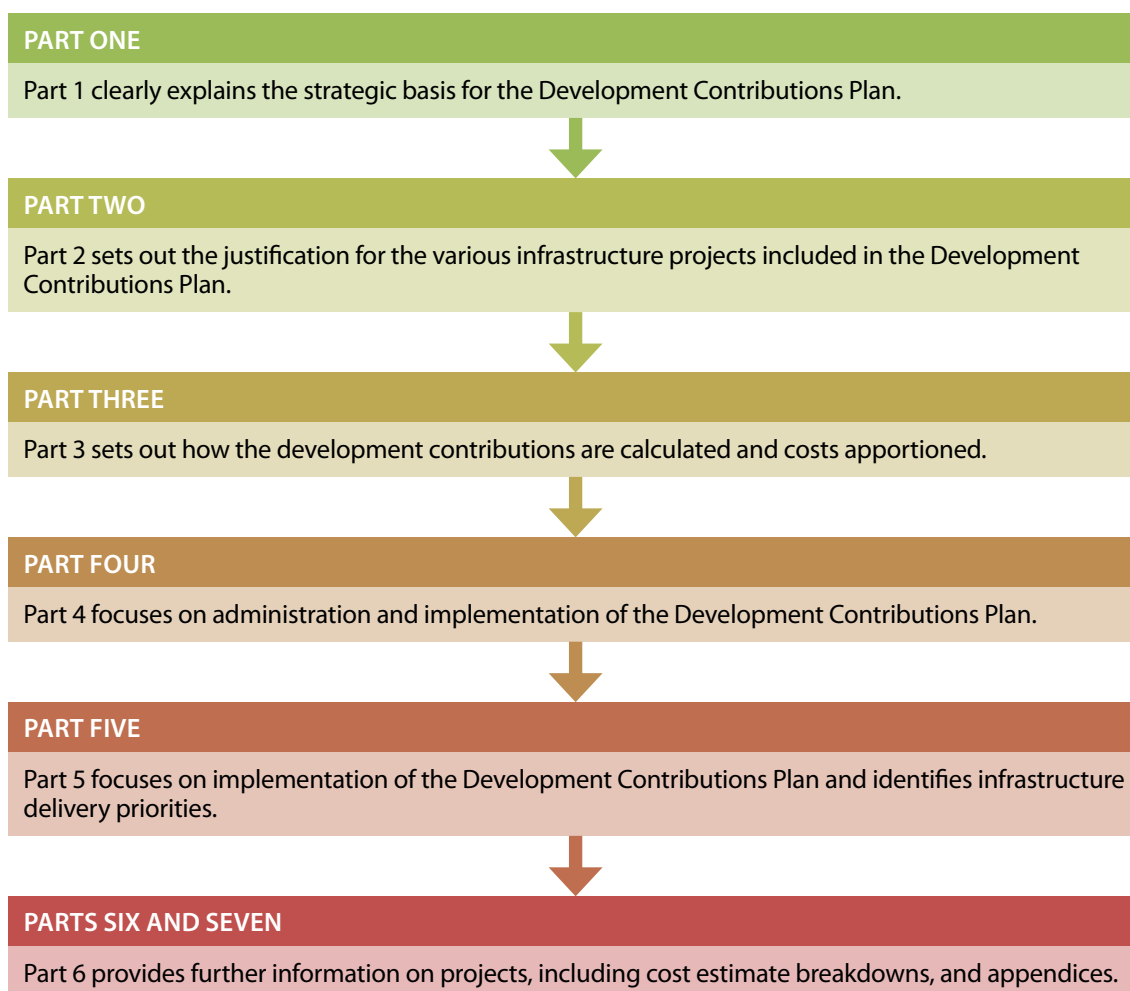 PART ONE
Part 1 clearly explains the strategic basis for the Development Contributions Plan.
PART TWO
Part 2 sets out the justification for the various infrastructure projects included in the Development
Contributions Plan.
PART THREE
Part 3 sets out how the development contributions are calculated and costs apportioned.
PART FOUR
Part 4 focuses on administration and implementation of the Development Contributions Plan.
PART FIVE
Part 5 focuses on implementation of the Development Contributions Plan and identifies infrastructure
delivery priorities.
PARTS SIX AND SEVEN
Part 6 provides further information on projects, including cost estimate breakdowns, and appendices.